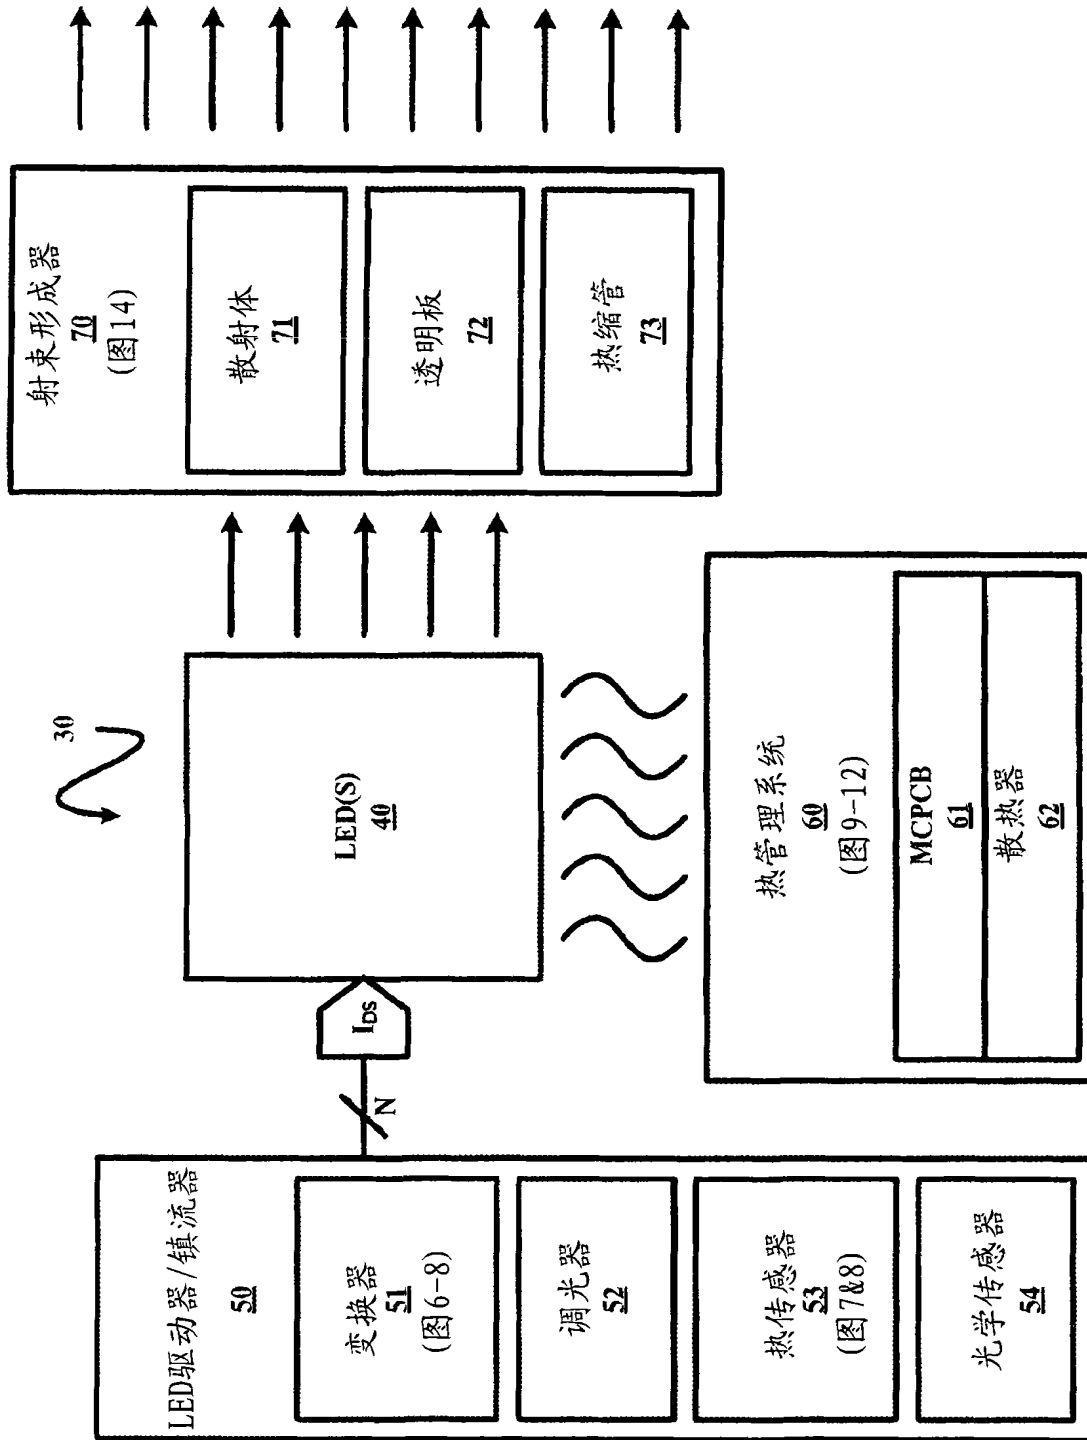 30
LED驱动器/镇流器
50
变换器
51
(图6-8)
调光器
52
热传感器
53
(图7&8)
光学传感器
54
N
IDS
LED(S)
40
热管理系统
60
(图9-12)
MCPCB
61
散热器
62
射束形成器
70
(图14)
散射体
71
透明板
72
热缩管
73